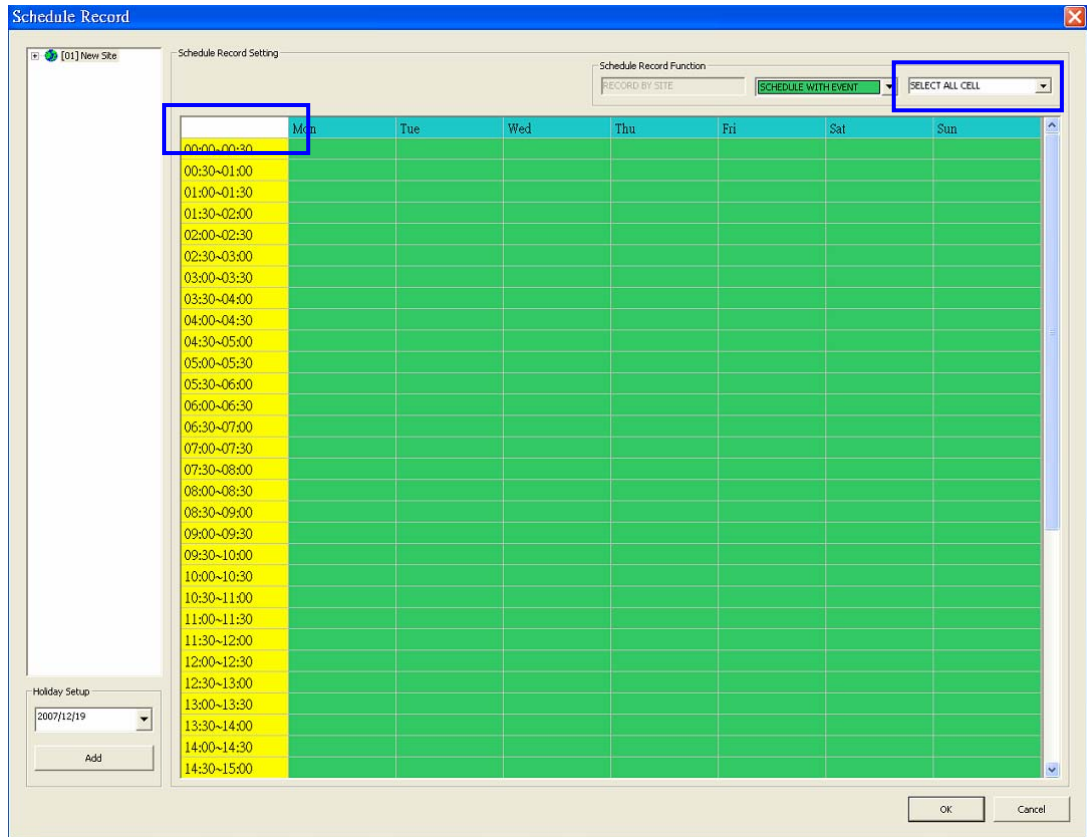 Schedule Record
[01] New Site
Schedule Record Setting
Schedule Record Function
RECORD BY SITE
SCHEDULE WITH EVENT
SELECT ALL CELL
Mon Tue Wed Thu Fri Sat Sun
00:00~00:30
00:30~01:00
01:00~01:30
01:30~02:00
02:00~02:30
02:30~03:00
03:00~03:30
03:30~04:00
04:00~04:30
04:30~05:00
05:00~05:30
05:30~06:00
06:00~06:30
06:30~07:00
07:00~07:30
07:30~08:00
08:00~08:30
08:30~09:00
09:00~09:30
09:30~10:00
10:00~10:30
10:30~11:00
11:00~11:30
11:30~12:00
12:00~12:30
12:30~13:00
13:00~13:30
13:30~14:00
14:00~14:30
14:30~15:00
Holiday Setup
2007/12/19
Add
OK Cancel